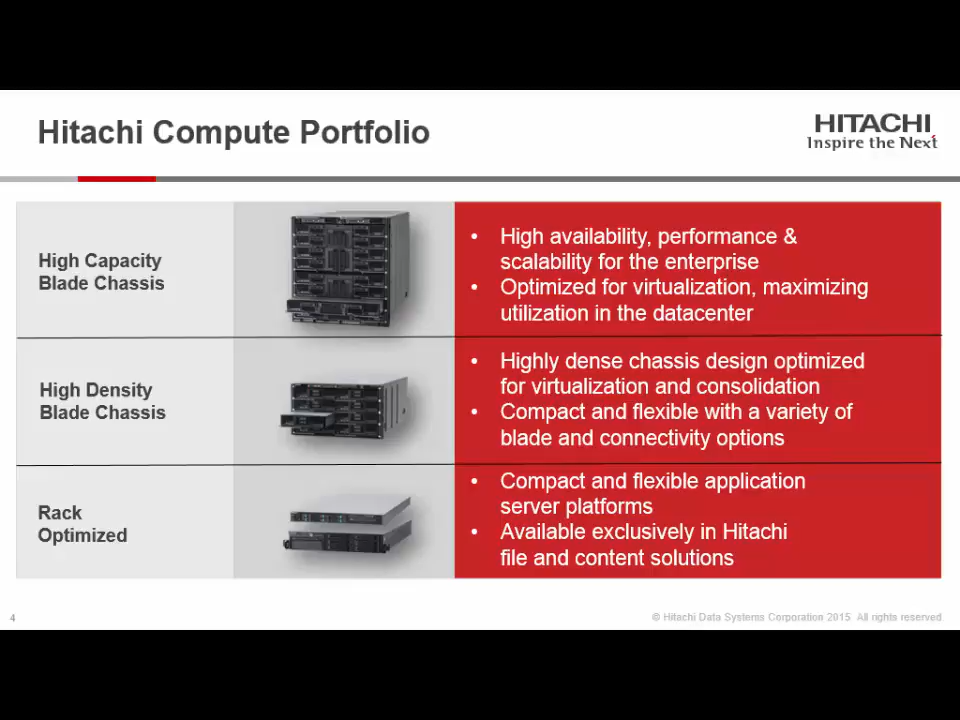 Hitachi Compute Portfolio
HITACHI
Inspire the Next
High Capacity
Blade Chassis
• High availability, performance &
scalability for the enterprise
• Optimized for virtualization, maximizing
utilization in the datacenter
High Density
Blade Chassis
• Highly dense chassis design optimized
for virtualization and consolidation
• Compact and flexible with a variety of
blade and connectivity options
Rack
Optimized
• Compact and flexible application
server platforms
• Available exclusively in Hitachi
file and content solutions
4
© Hitachi Data Systems Corporation 2015 All rights reserved